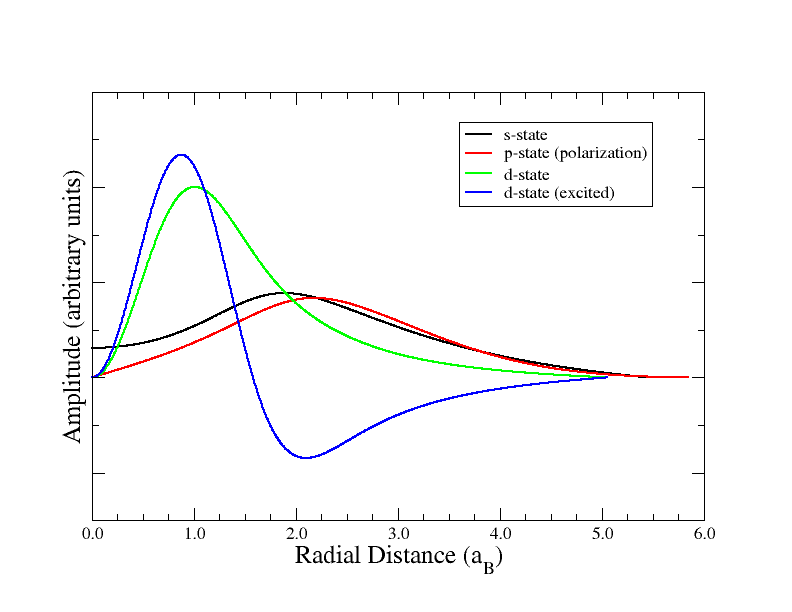 s-state
p-state (polarization)
d-state
d-state (excited)
Amplitude (arbitrary units)
0.0 1.0 2.0 3.0 4.0 5.0 6.0
Radial Distance (a_B)